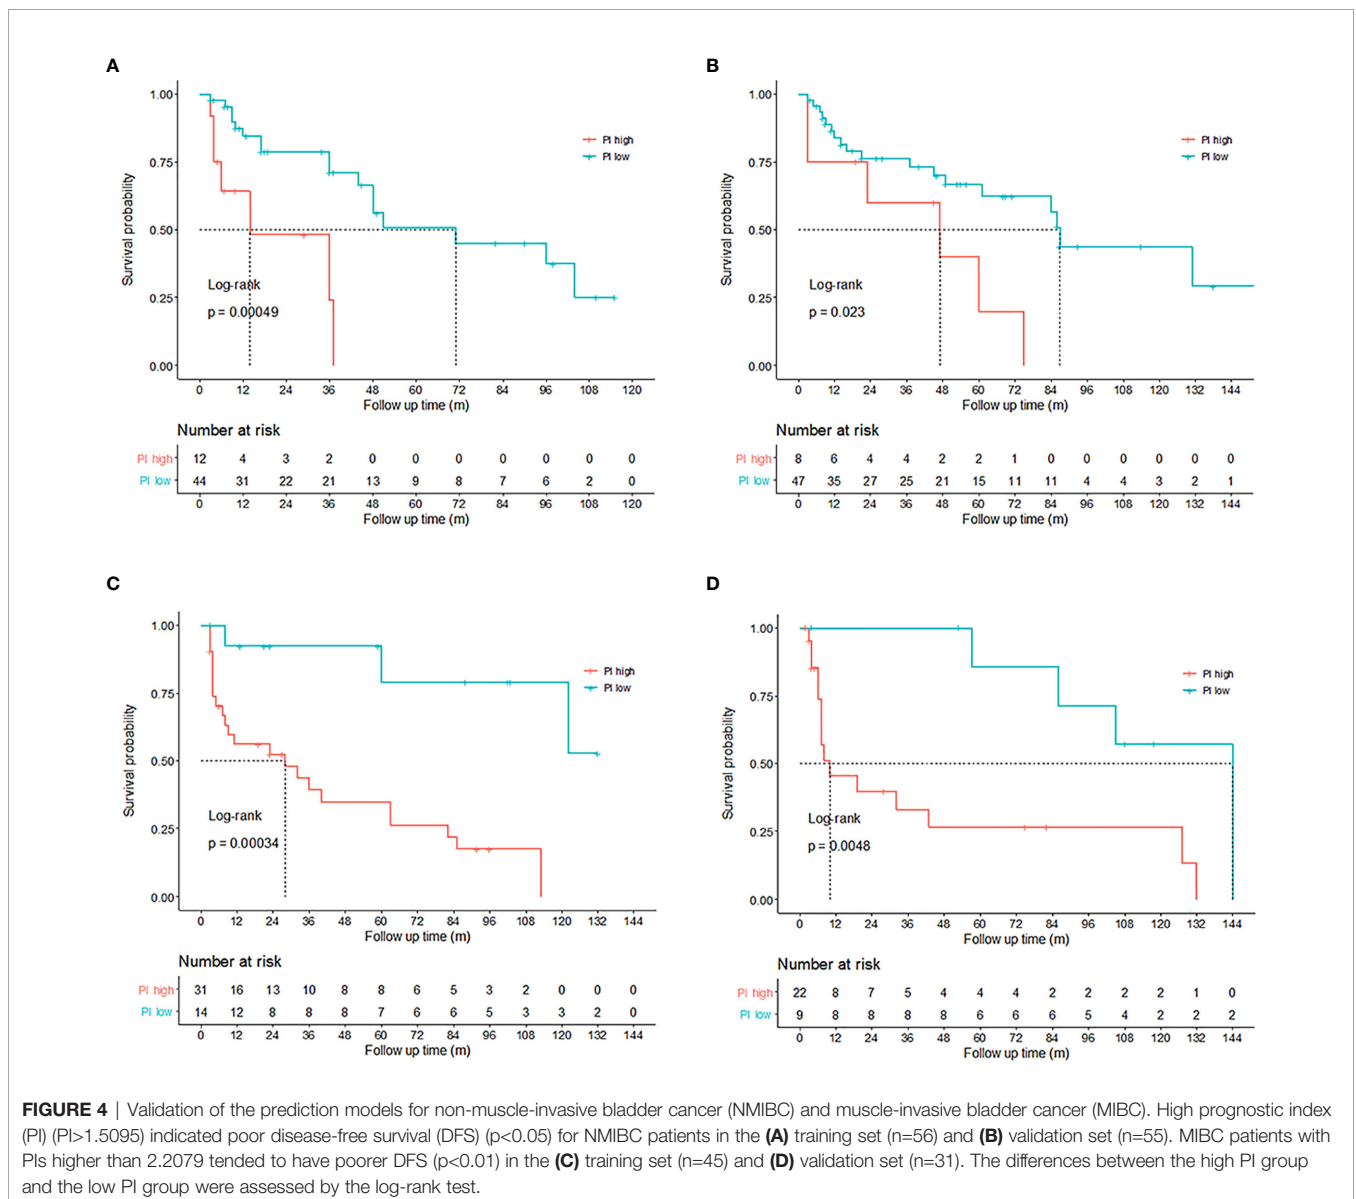 A
1.00
0.75
0.50
0.25
0.00
Survival probability
PI high
PI low
Log-rank
p = 0.00049
0 12 24 36 48 60 72 84 96 108 120
Follow up time (m)
Number at risk
PI high 12 4 3 2 0 0 0 0 0 0 0
PI low 44 31 22 21 13 9 8 7 6 2 0
0 12 24 36 48 60 72 84 96 108 120
Follow up time (m)
B
1.00
0.75
0.50
0.25
0.00
Survival probability
PI high
PI low
Log-rank
p = 0.023
0 12 24 36 48 60 72 84 96 108 120 132 144
Follow up time (m)
Number at risk
PI high 8 6 4 4 2 2 1 0 0 0 0 0 0
PI low 47 35 27 25 21 15 11 11 4 4 3 2 1
0 12 24 36 48 60 72 84 96 108 120 132 144
Follow up time (m)
C
1.00
0.75
0.50
0.25
0.00
Survival probability
PI high
PI low
Log-rank
p = 0.00034
0 12 24 36 48 60 72 84 96 108 120 132 144
Follow up time (m)
Number at risk
PI high 31 16 13 10 8 8 6 5 3 2 0 0 0
PI low 14 12 8 8 8 7 6 6 5 3 3 2 0
0 12 24 36 48 60 72 84 96 108 120 132 144
Follow up time (m)
D
1.00
0.75
0.50
0.25
0.00
Survival probability
PI high
PI low
Log-rank
p = 0.0048
0 12 24 36 48 60 72 84 96 108 120 132 144
Follow up time (m)
Number at risk
PI high 22 8 7 5 4 4 4 2 2 2 2 1 0
PI low 9 8 8 8 8 6 6 6 5 4 2 2 2
0 12 24 36 48 60 72 84 96 108 120 132 144
Follow up time (m)
FIGURE 4 | Validation of the prediction models for non-muscle-invasive bladder cancer (NMIBC) and muscle-invasive bladder cancer (MIBC). High prognostic index
(PI) (PI>1.5095) indicated poor disease-free survival (DFS) (p<0.05) for NMIBC patients in the (A) training set (n=56) and (B) validation set (n=55). MIBC patients with
PIs higher than 2.2079 tended to have poorer DFS (p<0.01) in the (C) training set (n=45) and (D) validation set (n=31). The differences between the high PI group
and the low PI group were assessed by the log-rank test.